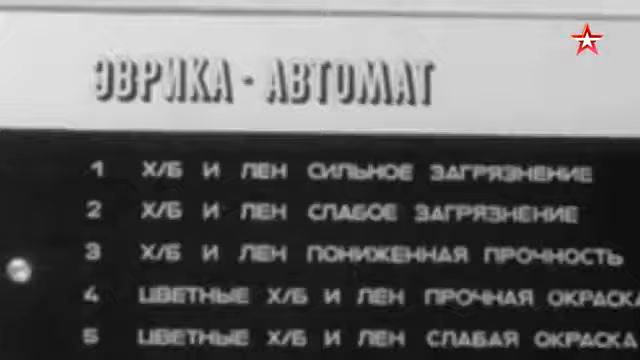 ЭВРИКА - АВТОМАТ
1 Х/Б И ЛЕН СИЛЬНОЕ ЗАГРЯЗНЕНИЕ
2 Х/Б И ЛЕН СЛАБОЕ ЗАГРЯЗНЕНИЕ
3 Х/Б И ЛЕН ПОНИЖЕННАЯ ПРОЧНОСТЬ
4 ЦВЕТНЫЕ Х/Б И ЛЕН ПРОЧНАЯ ОКРАСКА
5 ЦВЕТНЫЕ Х/Б И ЛЕН СЛАБАЯ ОКРАСКА